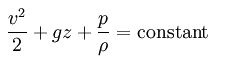 v²/2 + gz + p/ρ = constant